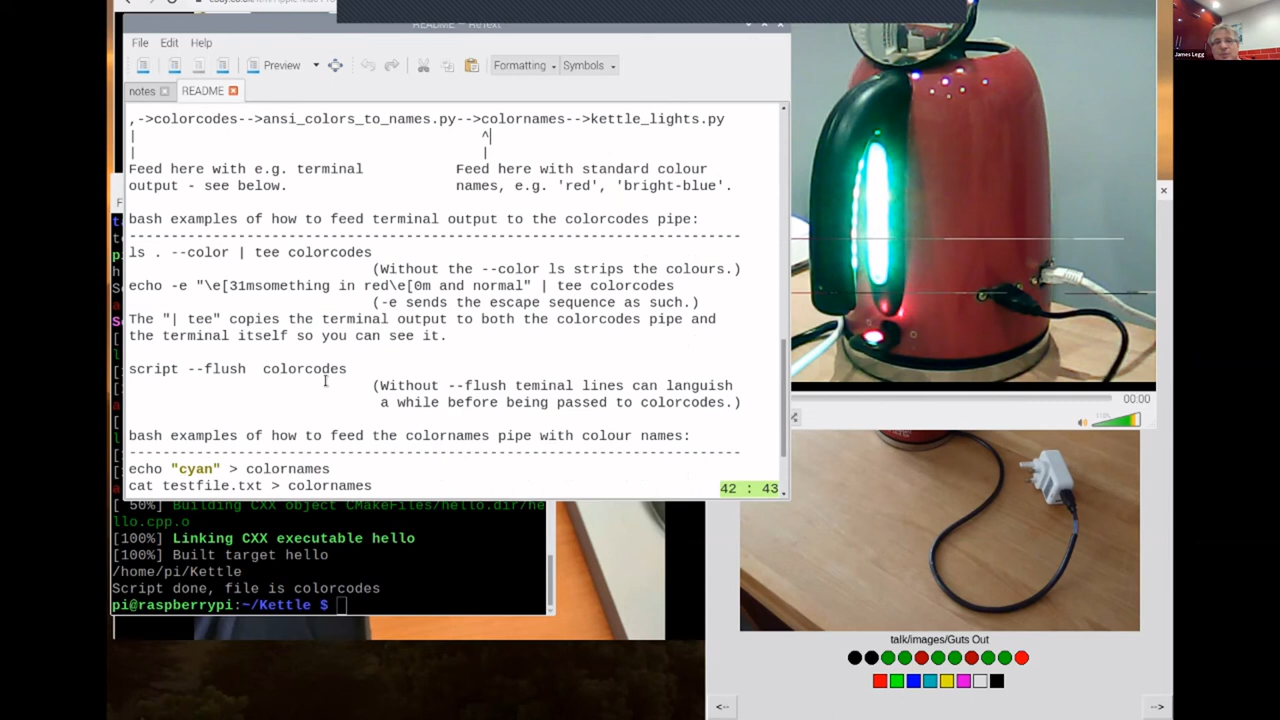 README — ReText
File Edit Help
Preview Formatting Symbols
notes README
,->colorcodes-->ansi_colors_to_names.py-->colornames-->kettle_lights.py
| ^|
| |
Feed here with e.g. terminal Feed here with standard colour
output - see below. names, e.g. 'red', 'bright-blue'.
bash examples of how to feed terminal output to the colorcodes pipe:
-------------------------------------------------------------------------
ls . --color | tee colorcodes
(Without the --color ls strips the colours.)
echo -e "\e[31msomething in red\e[0m and normal" | tee colorcodes
(-e sends the escape sequence as such.)
The "| tee" copies the terminal output to both the colorcodes pipe and
the terminal itself so you can see it.
script --flush  colorcodes
(Without --flush teminal lines can languish
a while before being passed to colorcodes.)
bash examples of how to feed the colornames pipe with colour names:
-------------------------------------------------------------------------
echo "cyan" > colornames
cat testfile.txt > colornames
42 : 43
[ 50%] Building CXX object CMakeFiles/hello.dir/he
llo.cpp.o
[100%] Linking CXX executable hello
[100%] Built target hello
/home/pi/Kettle
Script done, file is colorcodes
pi@raspberrypi:~/Kettle $
James Legg
00:00
110%
talk/images/Guts Out
<-- -->